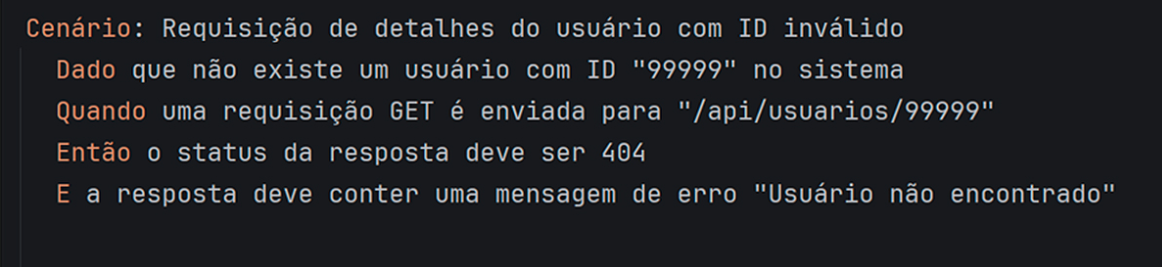 Cenário: Requisição de detalhes do usuário com ID inválido
Dado que não existe um usuário com ID "99999" no sistema
Quando uma requisição GET é enviada para "/api/usuarios/99999"
Então o status da resposta deve ser 404
E a resposta deve conter uma mensagem de erro "Usuário não encontrado"